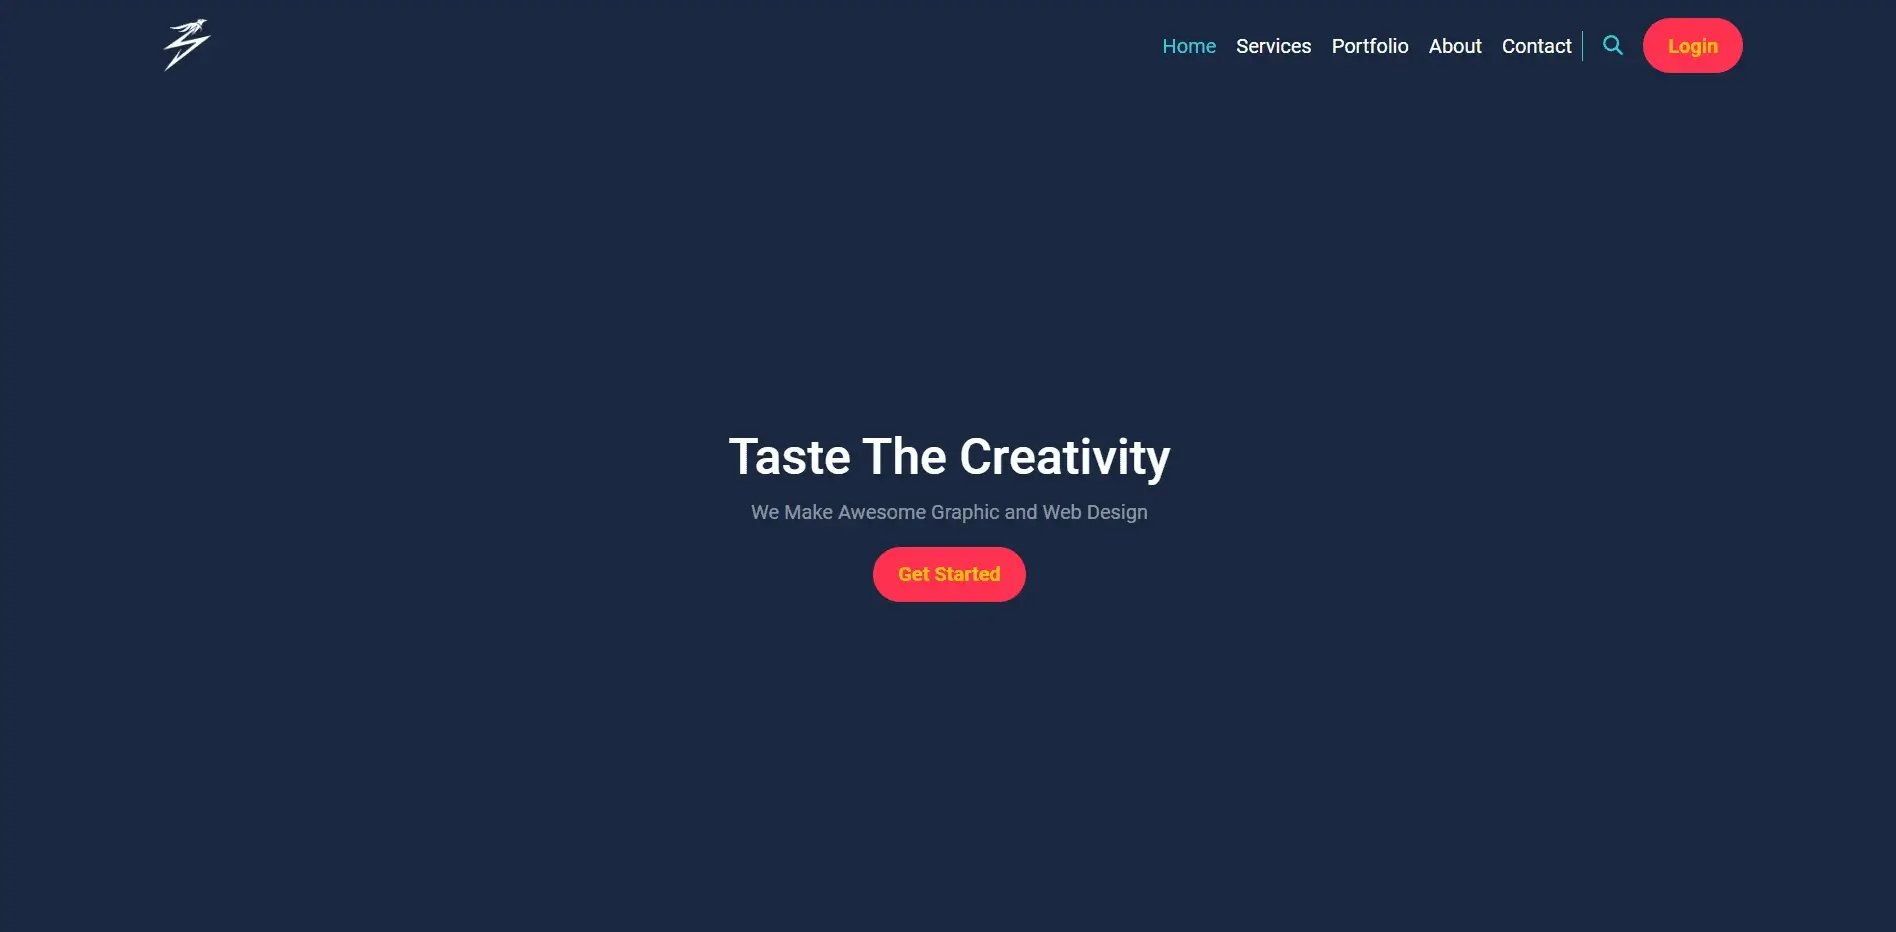 Home Services Portfolio About Contact Login
Taste The Creativity
We Make Awesome Graphic and Web Design
Get Started